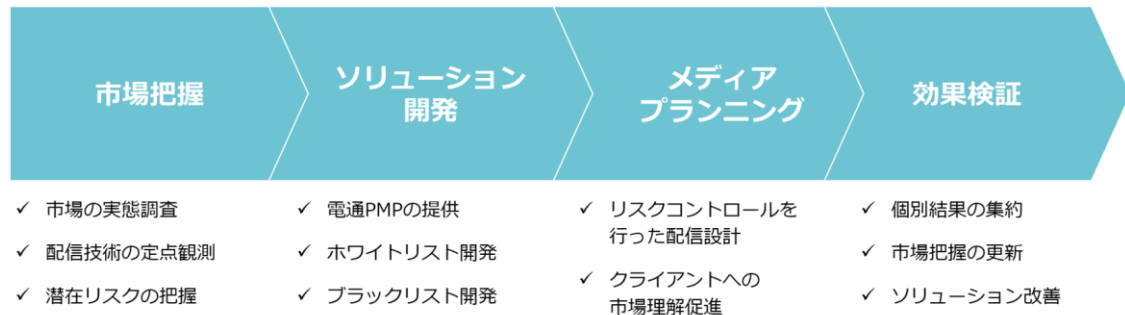 市場把握
ソリューション
開発
メディア
プランニング
効果検証
✓ 市場の実態調査
✓ 配信技術の定点観測
✓ 潜在リスクの把握
✓ 電通PMPの提供
✓ ホワイトリスト開発
✓ ブラックリスト開発
✓ リスクコントロールを
行った配信設計
✓ クライアントへの
市場理解促進
✓ 個別結果の集約
✓ 市場把握の更新
✓ ソリューション改善